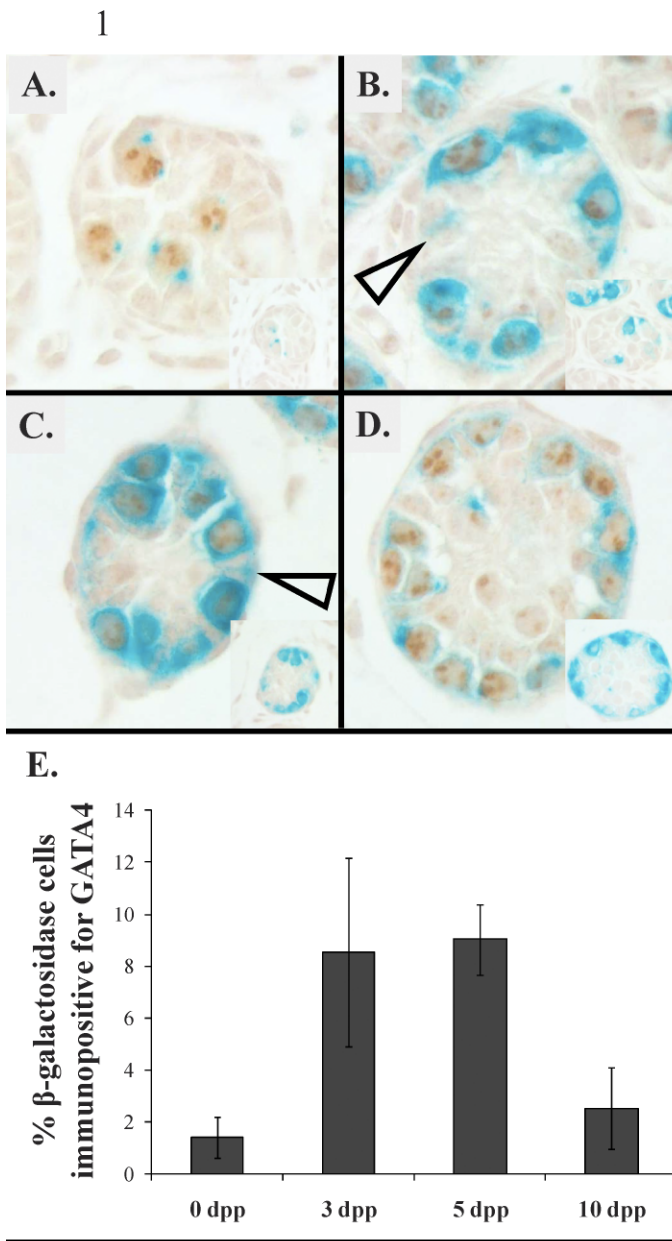 1
A.
B.
C.
D.
E.
% β-galactosidase cells
immunopositive for GATA4
14
12
10
8
6
4
2
0
0 dpp
3 dpp
5 dpp
10 dpp